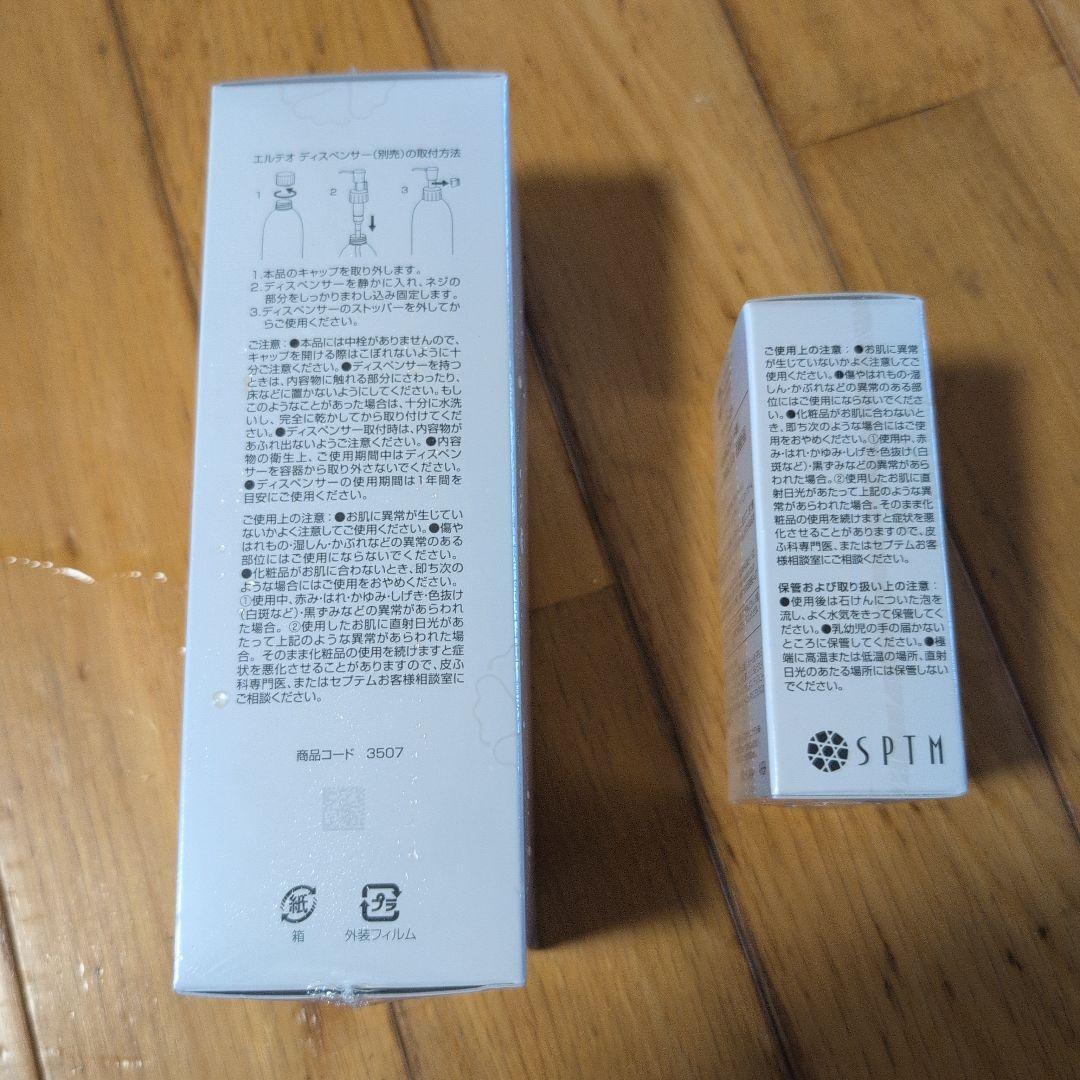 エルテオ ディスペンサー(別売)の取付方法
1 2 3
1.本品のキャップを取り外します。
2.ディスペンサーを静かに入れ、ネジの
部分をしっかりまわし込み固定します。
3.ディスペンサーのストッパーを外してか
らご使用ください。
ご注意：●本品には中栓がありませんので、
キャップを開ける際はこぼれないように十
分ご注意ください。●ディスペンサーを持つ
ときは、内容物に触れる部分にさわったり、
床などに置かないようにしてください。もし
このようなことがあった場合は、十分に水洗
いし、完全に乾かしてから取り付けてくだ
さい。●ディスペンサー取付時は、内容物が
あふれ出ないようご注意ください。●内容
物の衛生上、ご使用期間中はディスペン
サーを容器から取り外さないでください。
●ディスペンサーの使用期間は1年間を
目安にご使用ください。
ご使用上の注意：●お肌に異常が生じてい
ないかよく注意してご使用ください。●傷や
はれもの・湿しん・かぶれなどの異常のある
部位にはご使用にならないでください。
●化粧品がお肌に合わないとき、即ち次の
ような場合にはご使用をおやめください。
①使用中、赤み・はれ・かゆみ・しげき・色抜け
(白斑など)・黒ずみなどの異常があらわれ
た場合。②使用したお肌に直射日光があ
たって上記のような異常があらわれた場
合。そのまま化粧品の使用を続けますと症
状を悪化させることがありますので、皮ふ
科専門医、またはセプテムお客様相談室に
ご相談ください。
商品コード 3507
紙
箱
プラ
外装フィルム
ご使用上の注意：●お肌に異常
が生じていないかよく注意してご
使用ください。●傷やはれもの・湿
しん・かぶれなどの異常のある部
位にはご使用にならないでくださ
い。●化粧品がお肌に合わないと
き、即ち次のような場合にはご使
用をおやめください。①使用中、赤
み・はれ・かゆみ・しげき・色抜け(白
斑など)・黒ずみなどの異常があら
われた場合。②使用したお肌に直
射日光があたって上記のような異
常があらわれた場合。そのまま化
粧品の使用を続けますと症状を悪
化させることがありますので、皮
ふ科専門医、またはセプテムお客
様相談室にご相談ください。
保管および取り扱い上の注意：
●使用後は石けんについた泡を
流し、よく水気をきって保管してく
ださい。●乳幼児の手の届かない
ところに保管してください。●極
端に高温または低温の場所、直射
日光のあたる場所には保管しない
でください。
SPTM